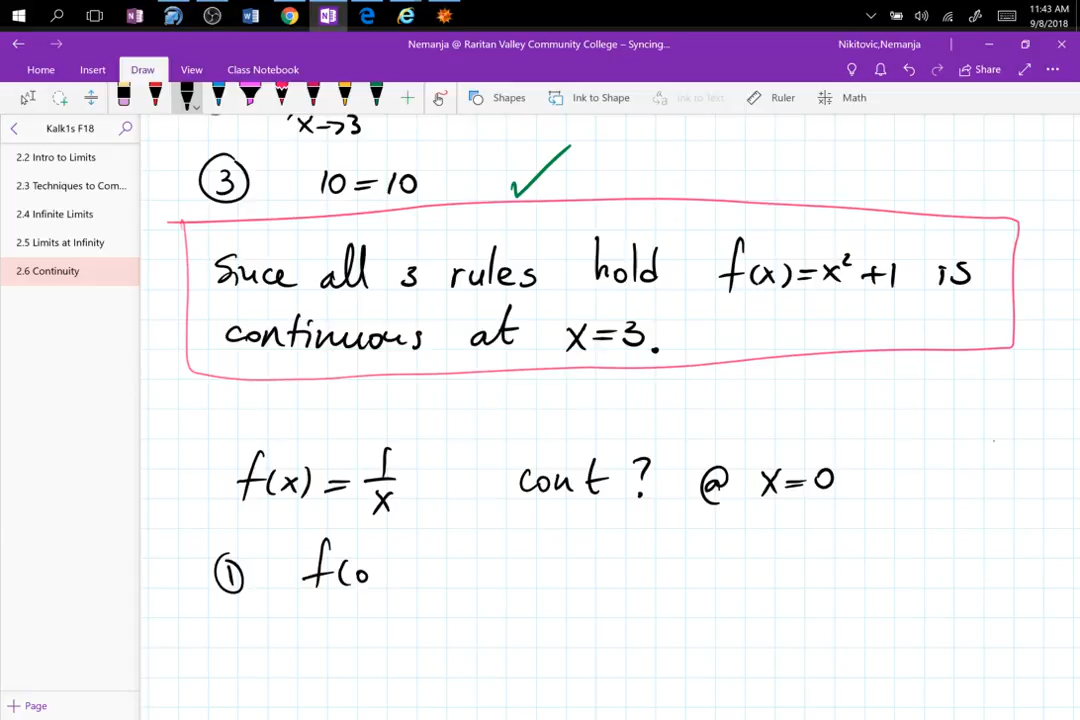 11:43 AM
9/8/2018
Nemanja @ Raritan Valley Community College – Syncing...
Nikitovic,Nemanja
Home Insert Draw View Class Notebook
Share
Shapes Ink to Shape Ink to Text Ruler Math
Kalk1s F18
2.2 Intro to Limits
2.3 Techniques to Com...
2.4 Infinite Limits
2.5 Limits at Infinity
2.6 Continuity
x→3
③ 10 = 10 ✓
Since all 3 rules hold f(x)=x²+1 is
continuous at x=3.
f(x) = 1/x cont ? @ x=0
① f(0
+ Page